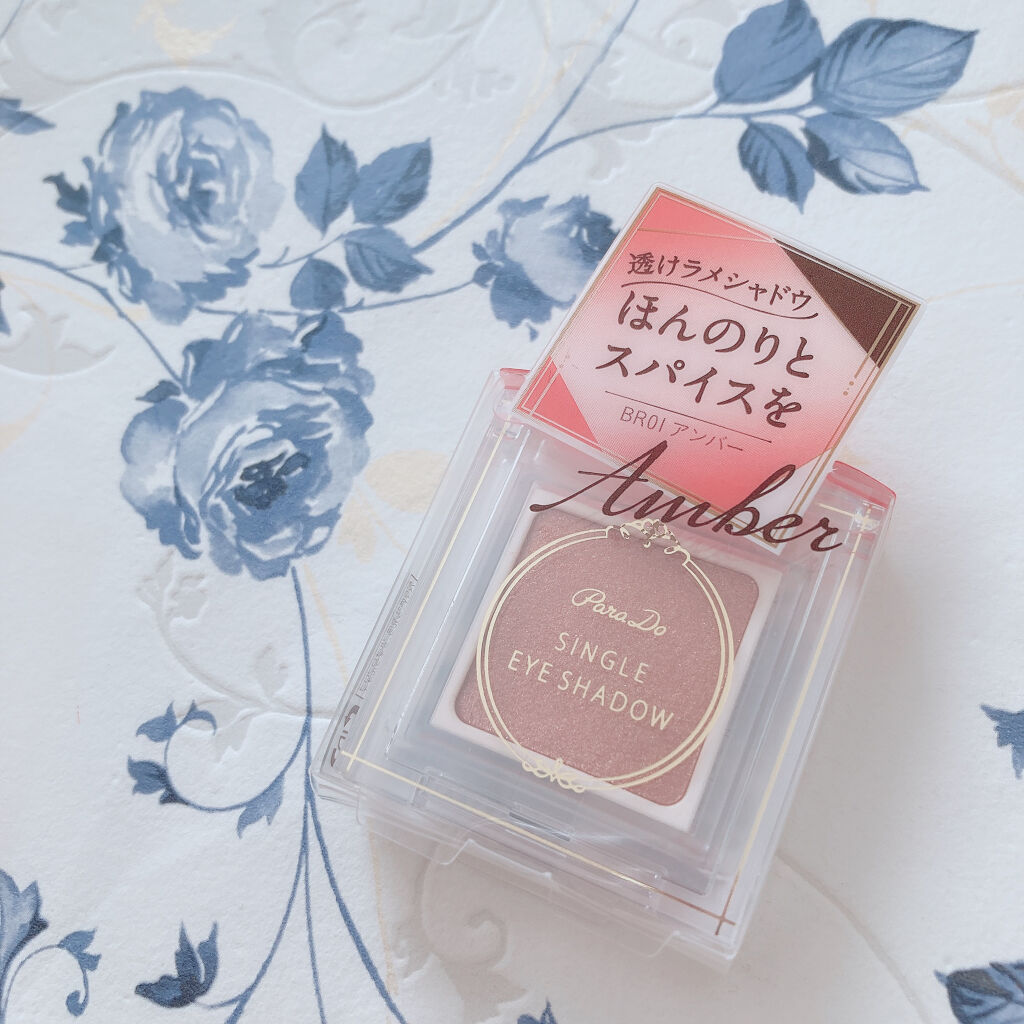 透けラメシャドウ
ほんのりと
スパイスを
BR01 アンバー
Amber
Para Do
SINGLE
EYE SHADOW